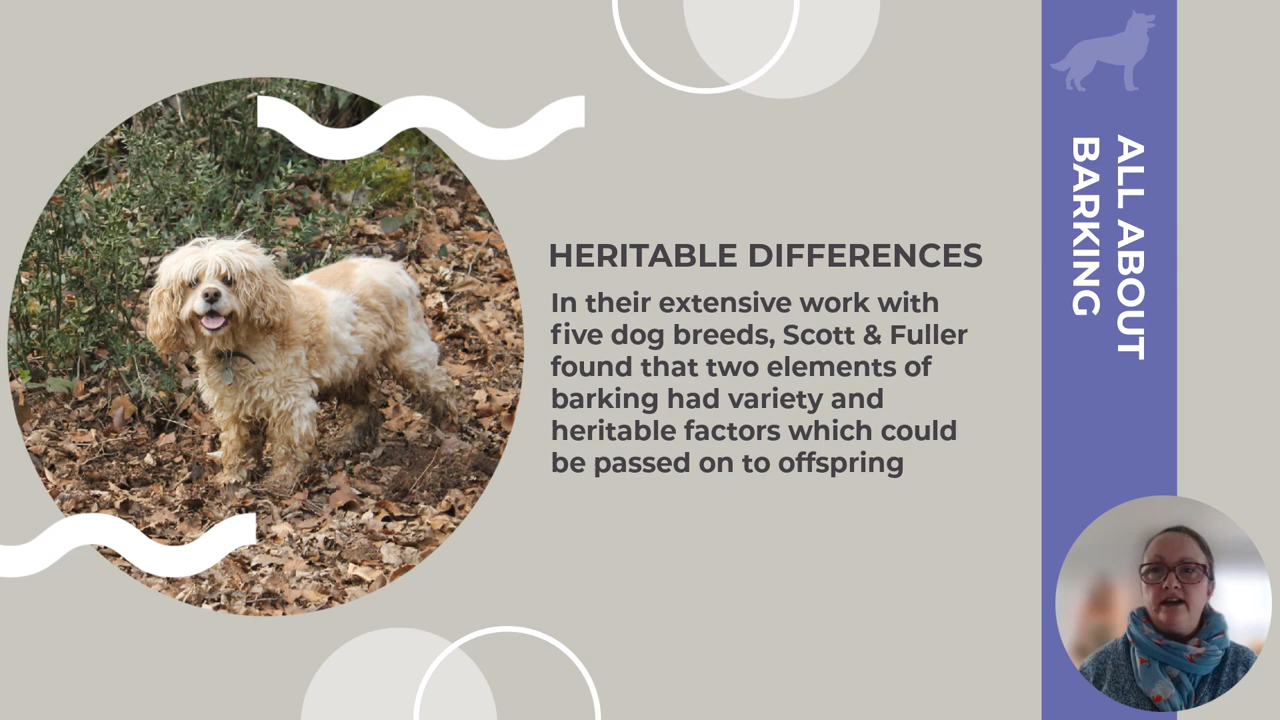 HERITABLE DIFFERENCES
In their extensive work with
five dog breeds, Scott & Fuller
found that two elements of
barking had variety and
heritable factors which could
be passed on to offspring
ALL ABOUT
BARKING